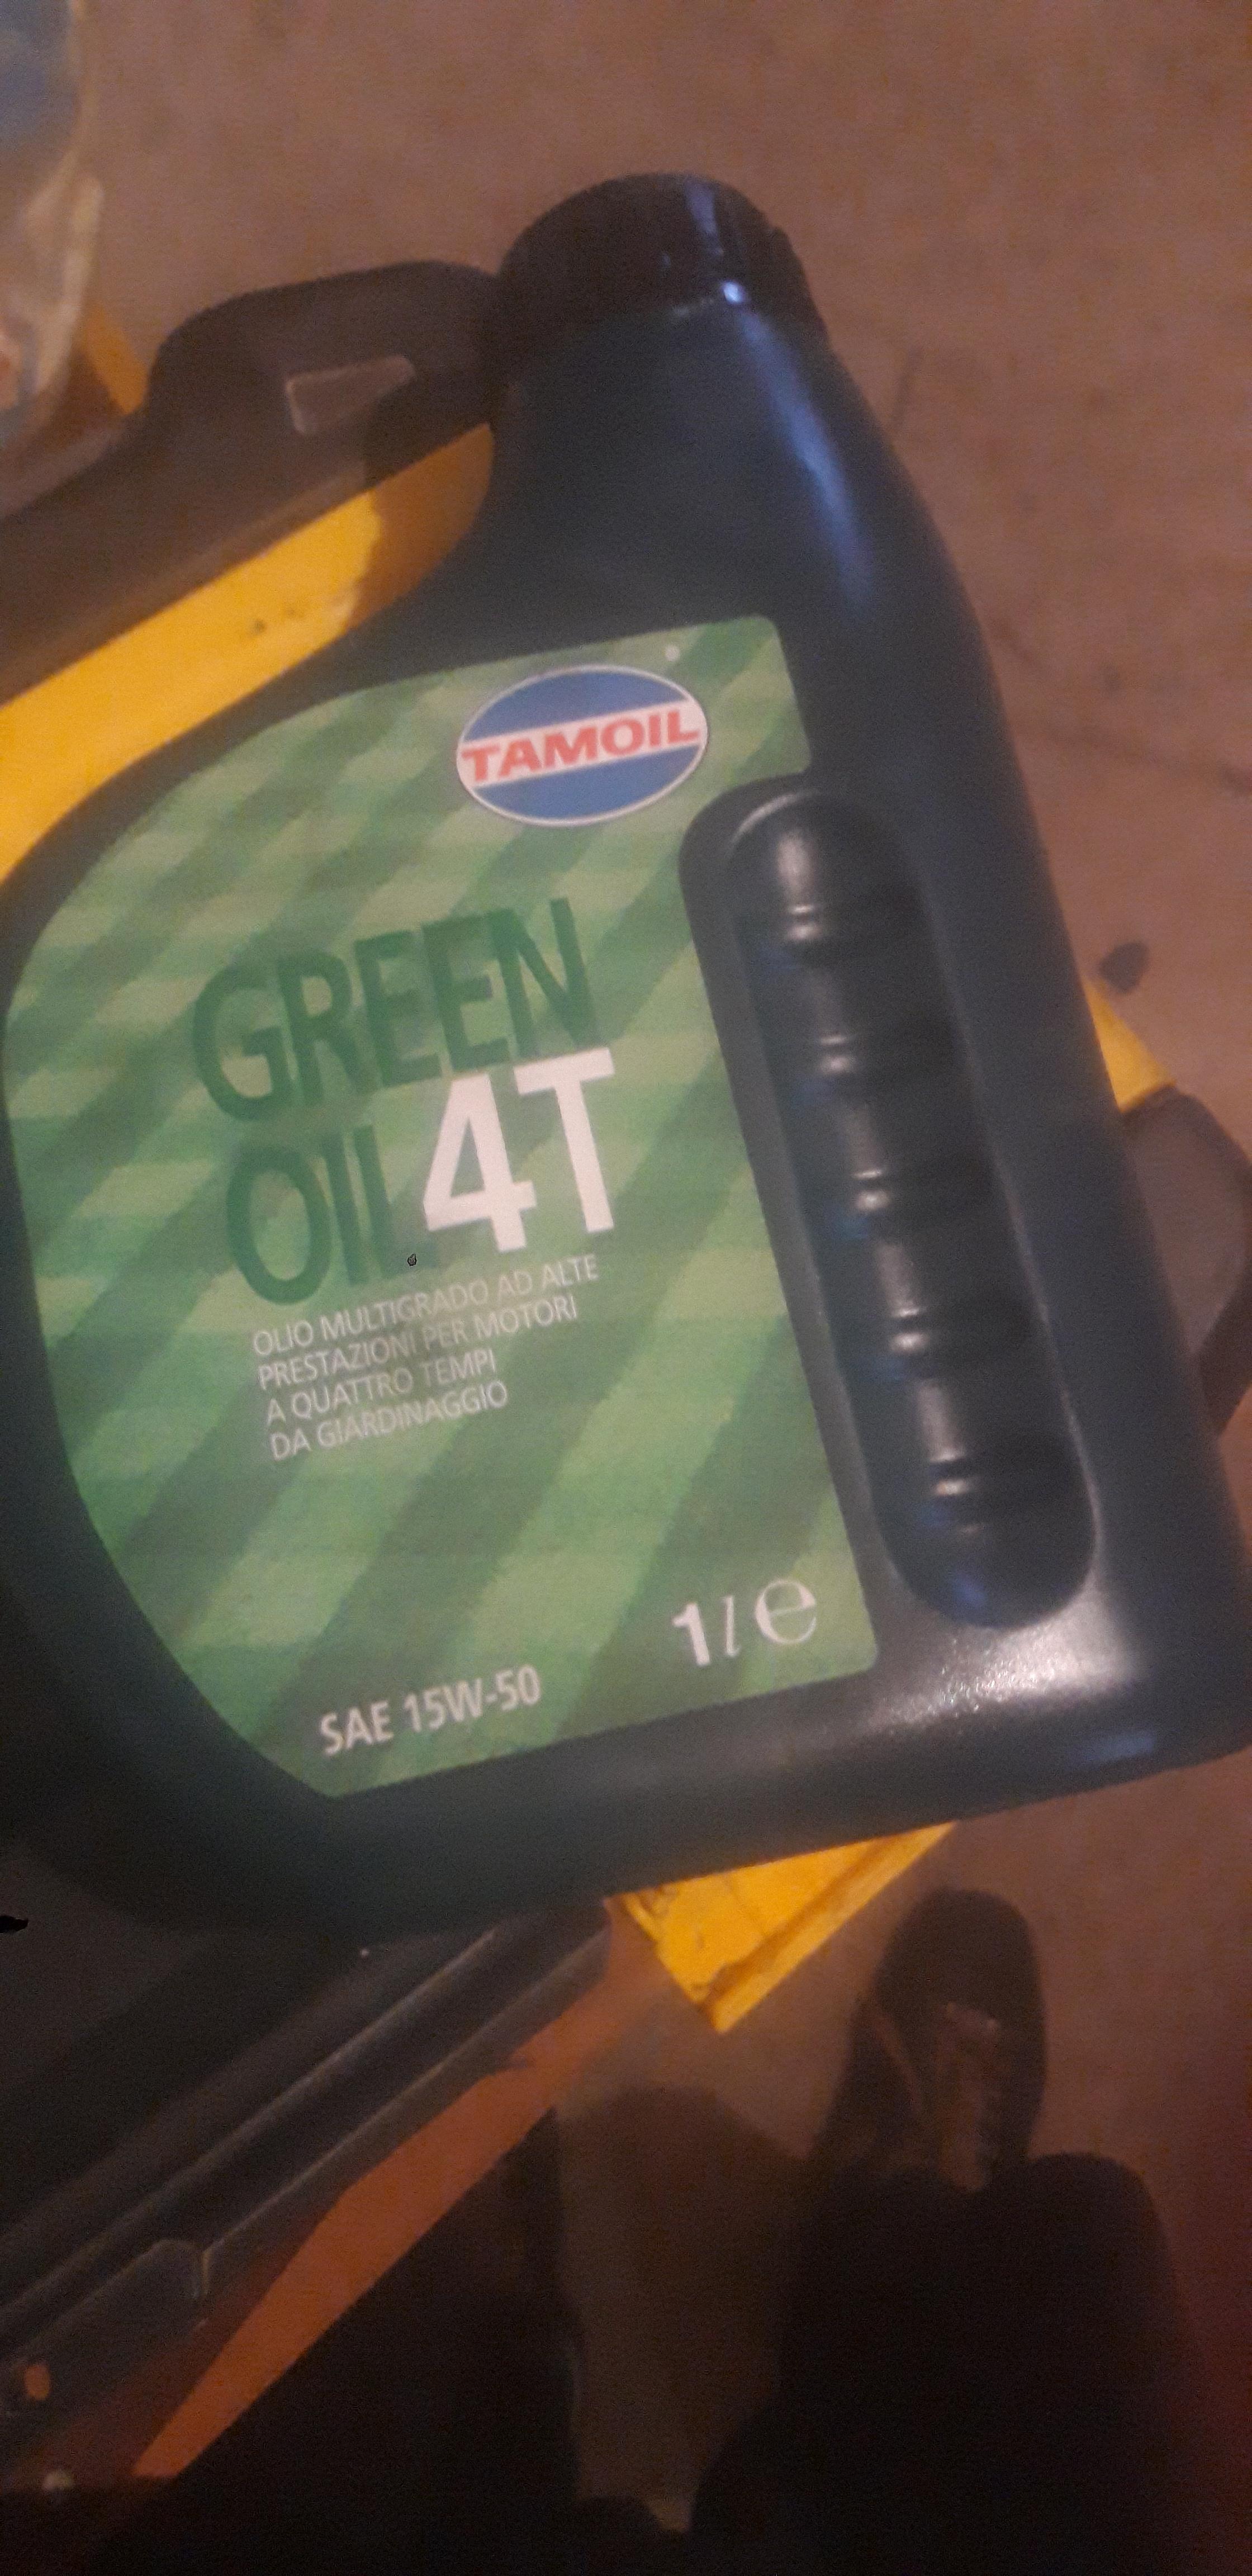 TAMOIL
GREEN
OIL 4T
OLIO MULTIGRADO AD ALTE
PRESTAZIONI PER MOTORI
A QUATTRO TEMPI
DA GIARDINAGGIO
1 l e
SAE 15W-50